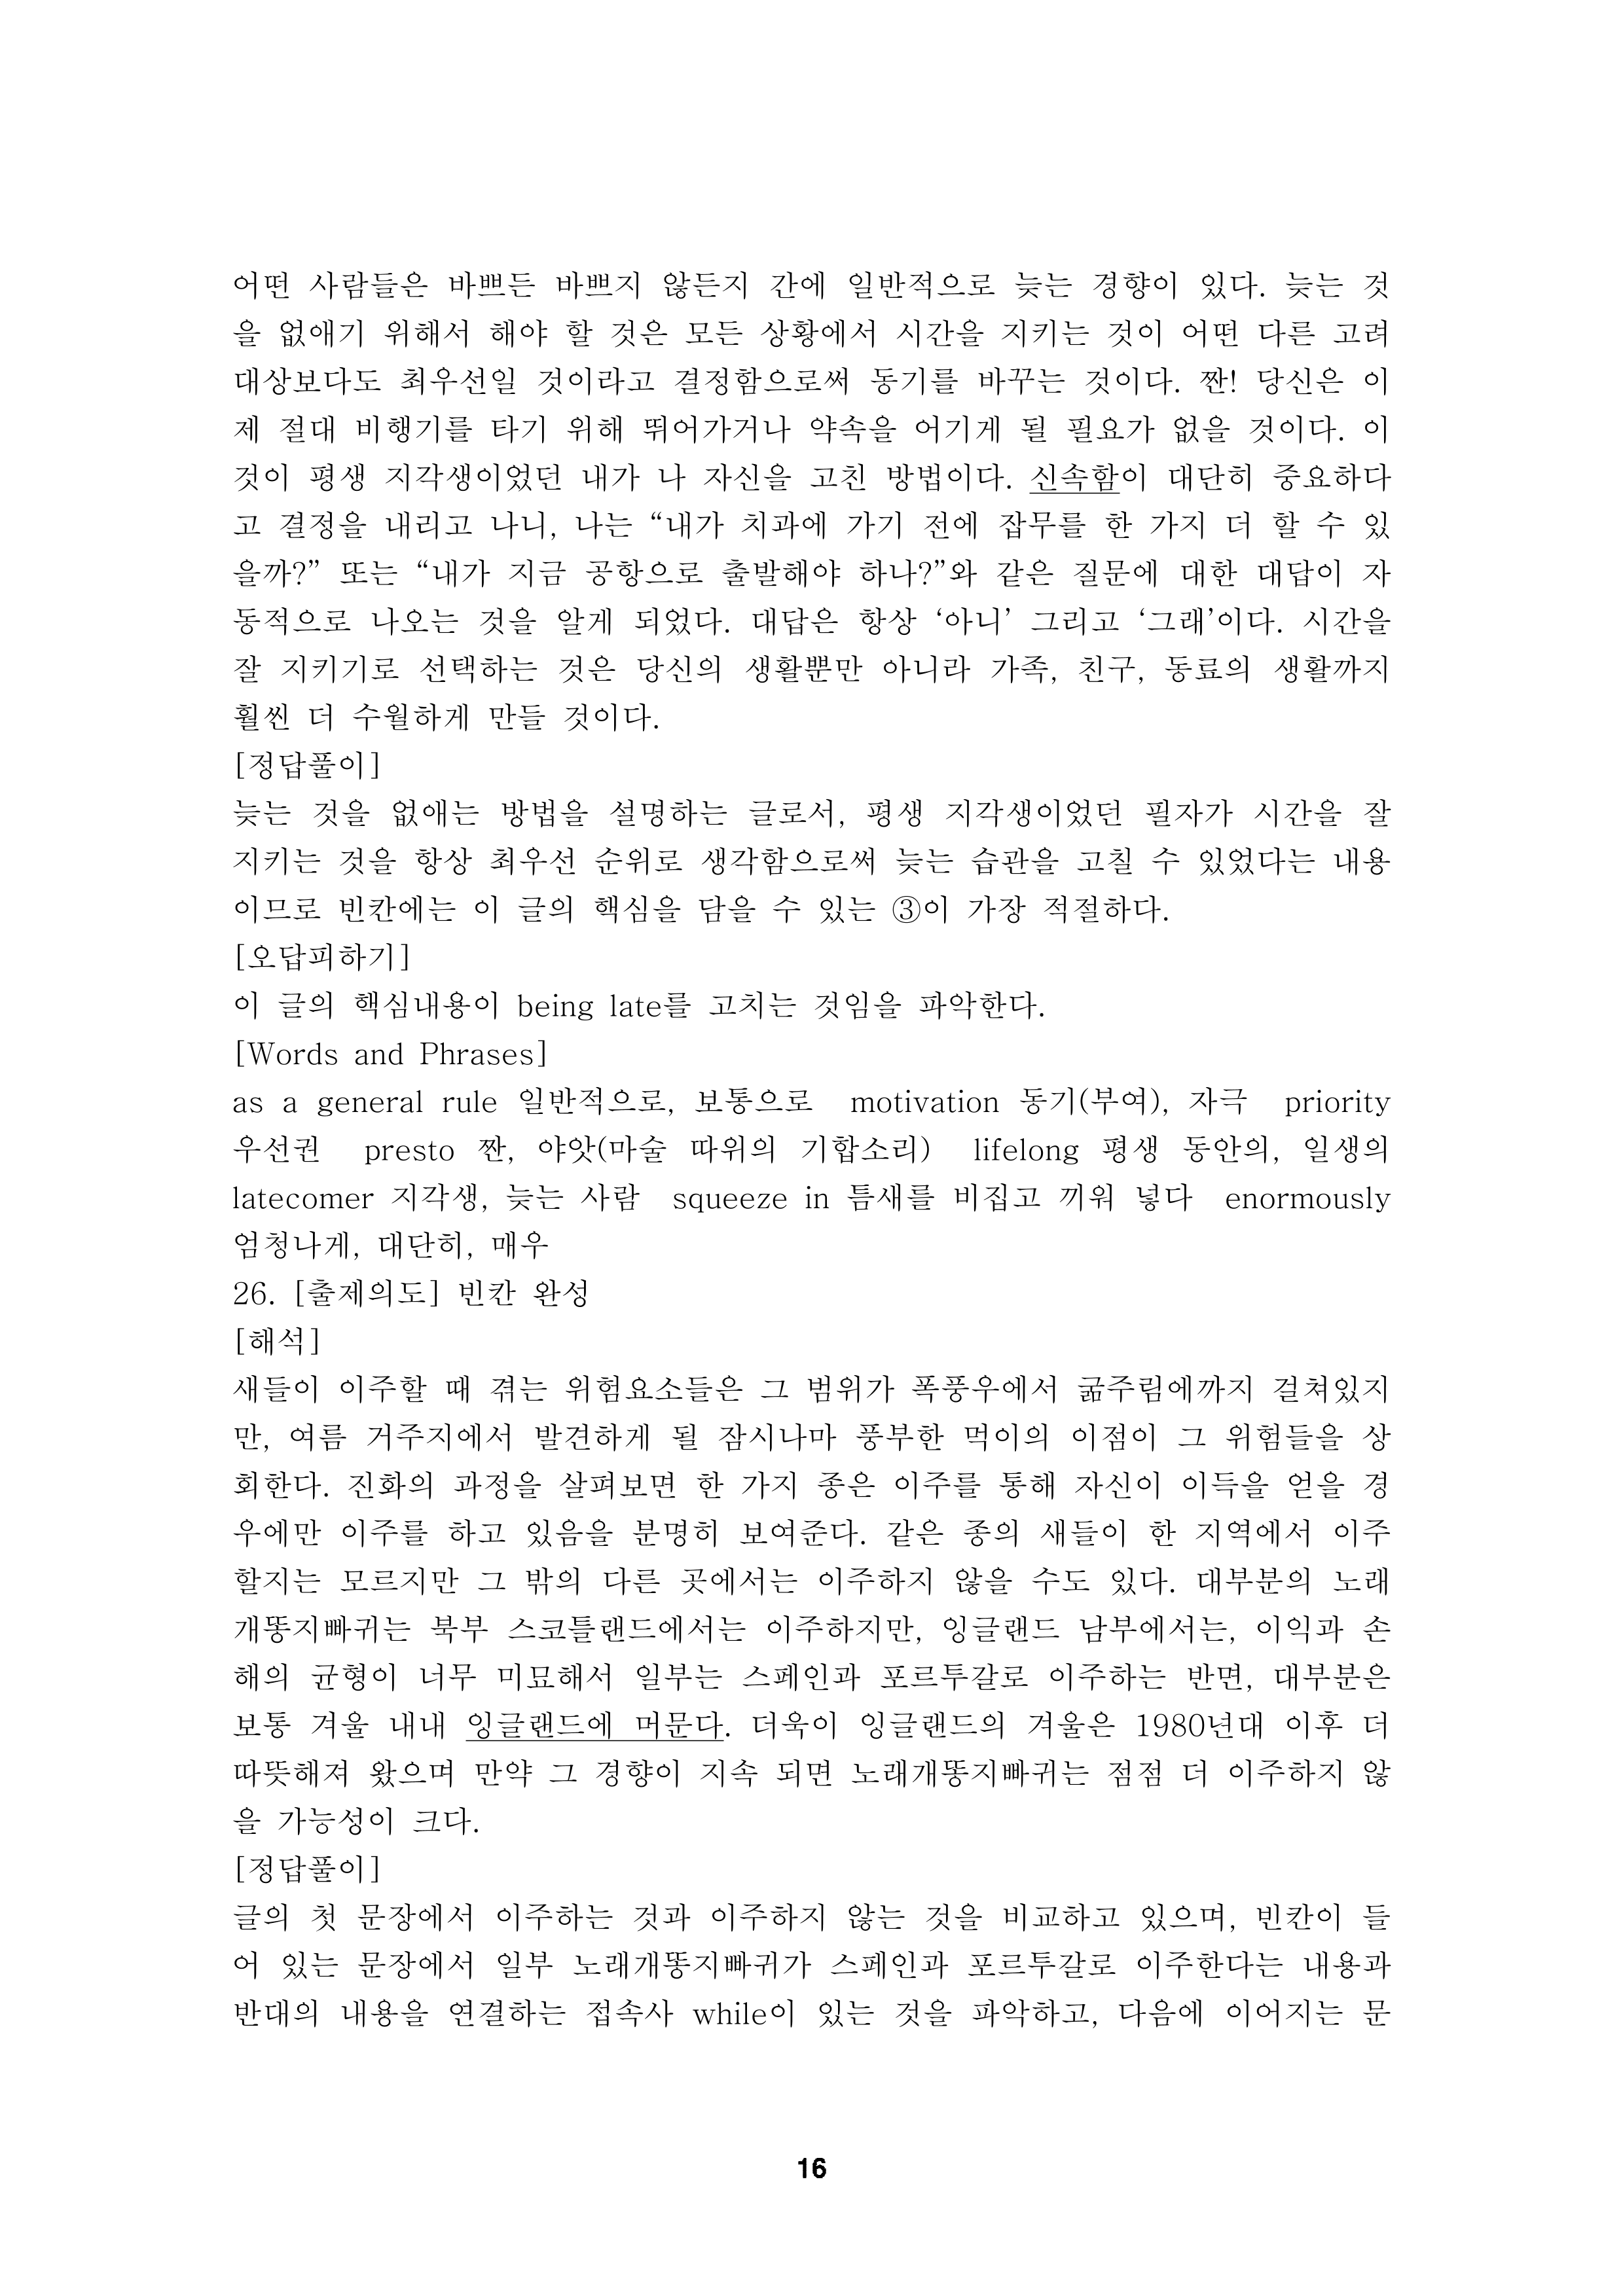 어떤 사람들은 바쁘든 바쁘지 않든지 간에 일반적으로 늦는 경향이 있다. 늦는 것
을 없애기 위해서 해야 할 것은 모든 상황에서 시간을 지키는 것이 어떤 다른 고려
대상보다도 최우선일 것이라고 결정함으로써 동기를 바꾸는 것이다. 짠! 당신은 이
제 절대 비행기를 타기 위해 뛰어가거나 약속을 어기게 될 필요가 없을 것이다. 이
것이 평생 지각생이었던 내가 나 자신을 고친 방법이다. 신속함이 대단히 중요하다
고 결정을 내리고 나니, 나는 “내가 치과에 가기 전에 잡무를 한 가지 더 할 수 있
을까?” 또는 “내가 지금 공항으로 출발해야 하나?”와 같은 질문에 대한 대답이 자
동적으로 나오는 것을 알게 되었다. 대답은 항상 ‘아니’ 그리고 ‘그래’이다. 시간을
잘 지키기로 선택하는 것은 당신의 생활뿐만 아니라 가족, 친구, 동료의 생활까지
훨씬 더 수월하게 만들 것이다.
[정답풀이]
늦는 것을 없애는 방법을 설명하는 글로서, 평생 지각생이었던 필자가 시간을 잘
지키는 것을 항상 최우선 순위로 생각함으로써 늦는 습관을 고칠 수 있었다는 내용
이므로 빈칸에는 이 글의 핵심을 담을 수 있는 ③이 가장 적절하다.
[오답피하기]
이 글의 핵심내용이 being late를 고치는 것임을 파악한다.
[Words and Phrases]
as a general rule 일반적으로, 보통으로 motivation 동기(부여), 자극 priority
우선권 presto 짠, 야앗(마술 따위의 기합소리) lifelong 평생 동안의, 일생의
latecomer 지각생, 늦는 사람 squeeze in 틈새를 비집고 끼워 넣다 enormously
엄청나게, 대단히, 매우
26. [출제의도] 빈칸 완성
[해석]
새들이 이주할 때 겪는 위험요소들은 그 범위가 폭풍우에서 굶주림에까지 걸쳐있지
만, 여름 거주지에서 발견하게 될 잠시나마 풍부한 먹이의 이점이 그 위험들을 상
회한다. 진화의 과정을 살펴보면 한 가지 종은 이주를 통해 자신이 이득을 얻을 경
우에만 이주를 하고 있음을 분명히 보여준다. 같은 종의 새들이 한 지역에서 이주
할지는 모르지만 그 밖의 다른 곳에서는 이주하지 않을 수도 있다. 대부분의 노래
개똥지빠귀는 북부 스코틀랜드에서는 이주하지만, 잉글랜드 남부에서는, 이익과 손
해의 균형이 너무 미묘해서 일부는 스페인과 포르투갈로 이주하는 반면, 대부분은
보통 겨울 내내 잉글랜드에 머문다. 더욱이 잉글랜드의 겨울은 1980년대 이후 더
따뜻해져 왔으며 만약 그 경향이 지속 되면 노래개똥지빠귀는 점점 더 이주하지 않
을 가능성이 크다.
[정답풀이]
글의 첫 문장에서 이주하는 것과 이주하지 않는 것을 비교하고 있으며, 빈칸이 들
어 있는 문장에서 일부 노래개똥지빠귀가 스페인과 포르투갈로 이주한다는 내용과
반대의 내용을 연결하는 접속사 while이 있는 것을 파악하고, 다음에 이어지는 문
16